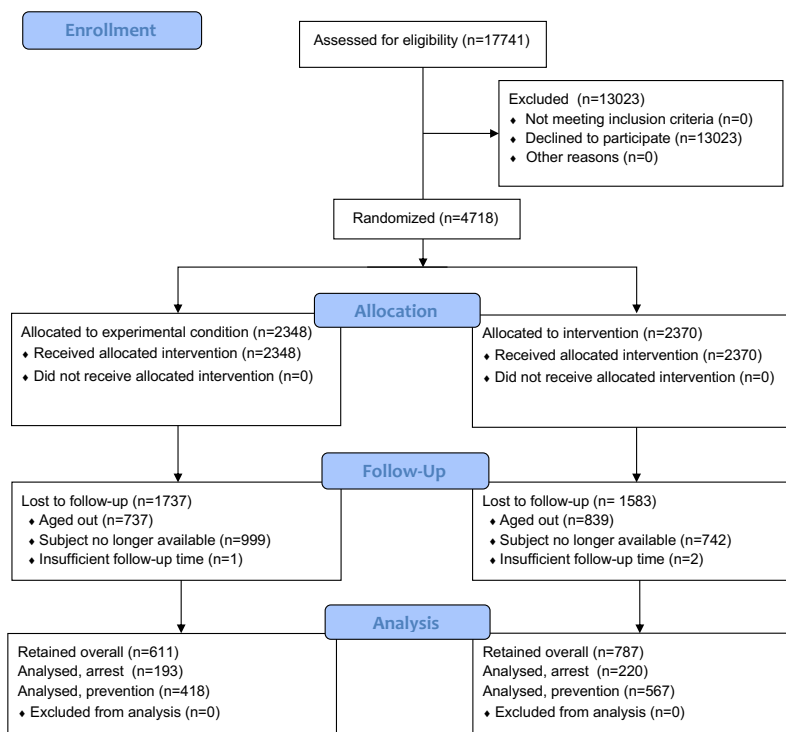 Enrollment
Assessed for eligibility (n=17741)
Excluded (n=13023)
♦ Not meeting inclusion criteria (n=0)
♦ Declined to participate (n=13023)
♦ Other reasons (n=0)
Randomized (n=4718)
Allocation
Allocated to experimental condition (n=2348)
♦ Received allocated intervention (n=2348)
♦ Did not receive allocated intervention (n=0)
Allocated to intervention (n=2370)
♦ Received allocated intervention (n=2370)
♦ Did not receive allocated intervention (n=0)
Follow-Up
Lost to follow-up (n=1737)
♦ Aged out (n=737)
♦ Subject no longer available (n=999)
♦ Insufficient follow-up time (n=1)
Lost to follow-up (n= 1583)
♦ Aged out (n=839)
♦ Subject no longer available (n=742)
♦ Insufficient follow-up time (n=2)
Analysis
Retained overall (n=611)
Analysed, arrest (n=193)
Analysed, prevention (n=418)
♦ Excluded from analysis (n=0)
Retained overall (n=787)
Analysed, arrest (n=220)
Analysed, prevention (n=567)
♦ Excluded from analysis (n=0)